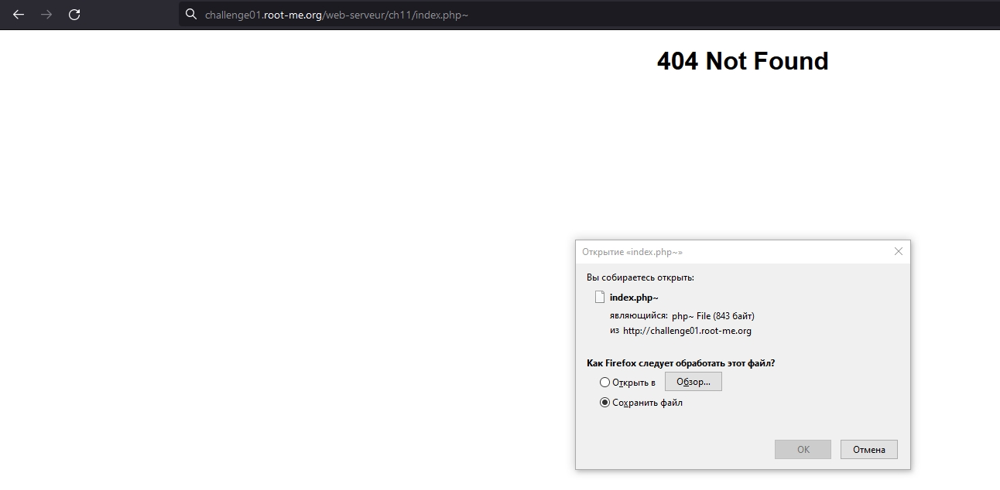 challenge01.root-me.org/web-serveur/ch11/index.php~
404 Not Found
Открытие «index.php~»
Вы собираетесь открыть:
index.php~
являющийся: php~ File (843 байт)
из http://challenge01.root-me.org
Как Firefox следует обработать этот файл?
Открыть в Обзор...
Сохранить файл
OK Отмена